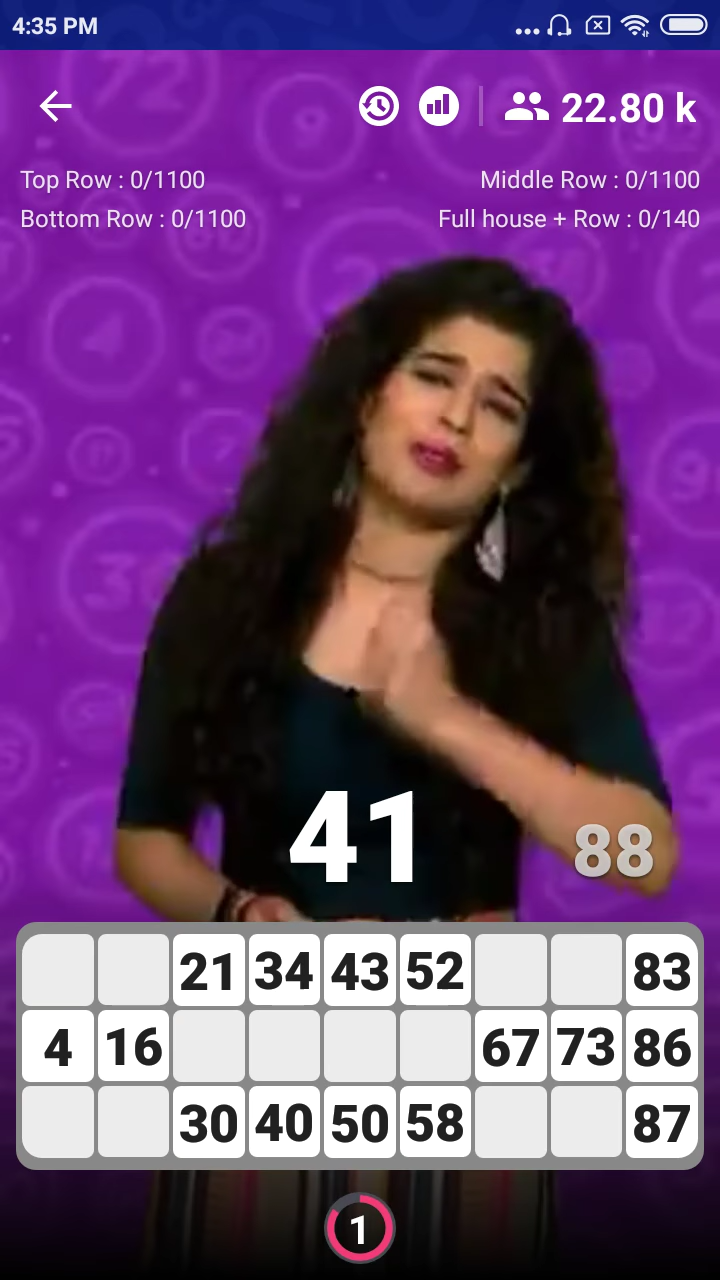 4:35 PM
22.80 k
Top Row : 0/1100
Middle Row : 0/1100
Bottom Row : 0/1100
Full house + Row : 0/140
41
88
21 34 43 52 83
4 16 67 73 86
30 40 50 58 87
1